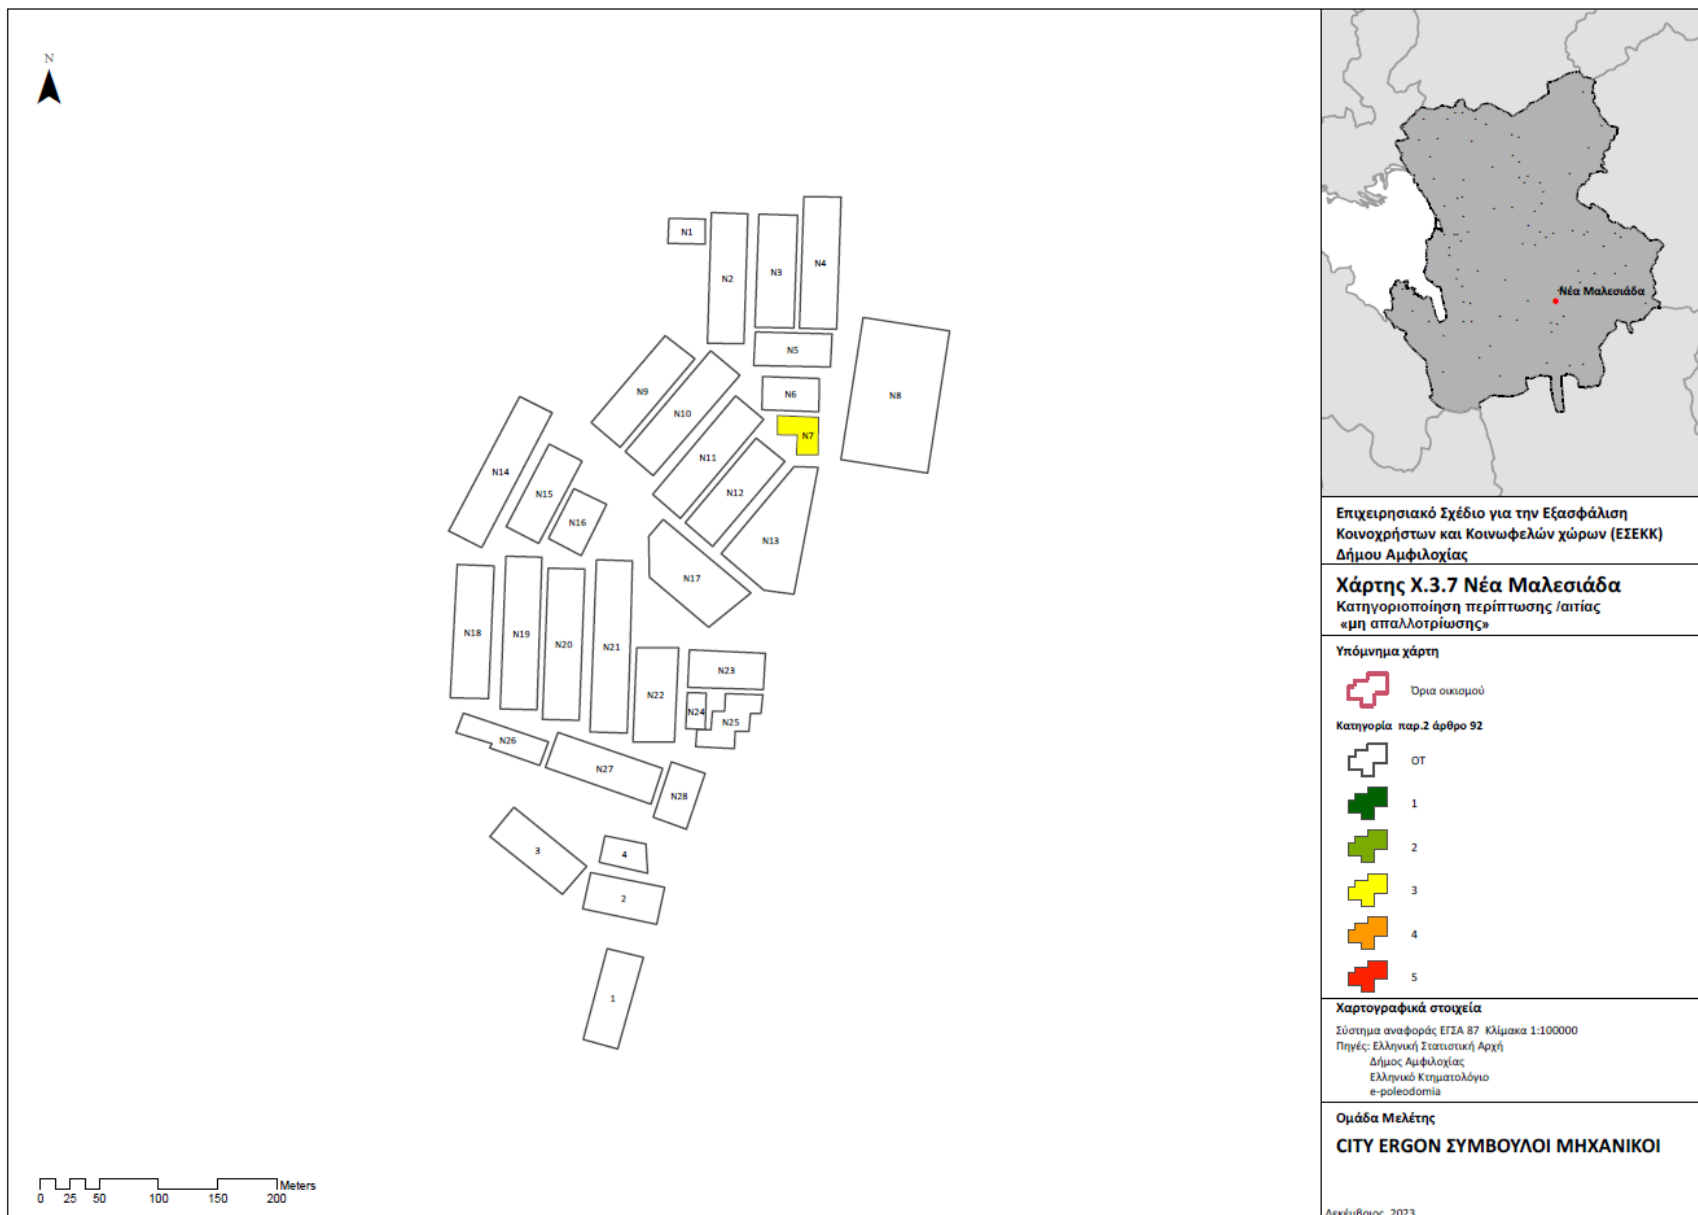 N
N1
N2
N3
N4
N5
N6
N7
N8
N9
N10
N11
N12
N13
N14
N15
N16
N17
N18
N19
N20
N21
N22
N23
N24
N25
N26
N27
N28
3
4
2
1
0 25 50 100 150 200 Meters
Νέα Μαλεσιάδα
Επιχειρησιακό Σχέδιο για την Εξασφάλιση
Κοινοχρήστων και Κοινωφελών χώρων (ΕΣΕΚΚ)
Δήμου Αμφιλοχίας
Χάρτης Χ.3.7 Νέα Μαλεσιάδα
Κατηγοριοποίηση περίπτωσης /αιτίας
«μη απαλλοτρίωσης»
Υπόμνημα χάρτη
Όρια οικισμού
Κατηγορία παρ.2 άρθρο 92
ΟΤ
1
2
3
4
5
Χαρτογραφικά στοιχεία
Σύστημα αναφοράς ΕΓΣΑ 87 Κλίμακα 1:100000
Πηγές: Ελληνική Στατιστική Αρχή
Δήμος Αμφιλοχίας
Ελληνικό Κτηματολόγιο
e-poleodomia
Ομάδα Μελέτης
CITY ERGON ΣΥΜΒΟΥΛΟΙ ΜΗΧΑΝΙΚΟΙ
Δεκέμβριος 2023